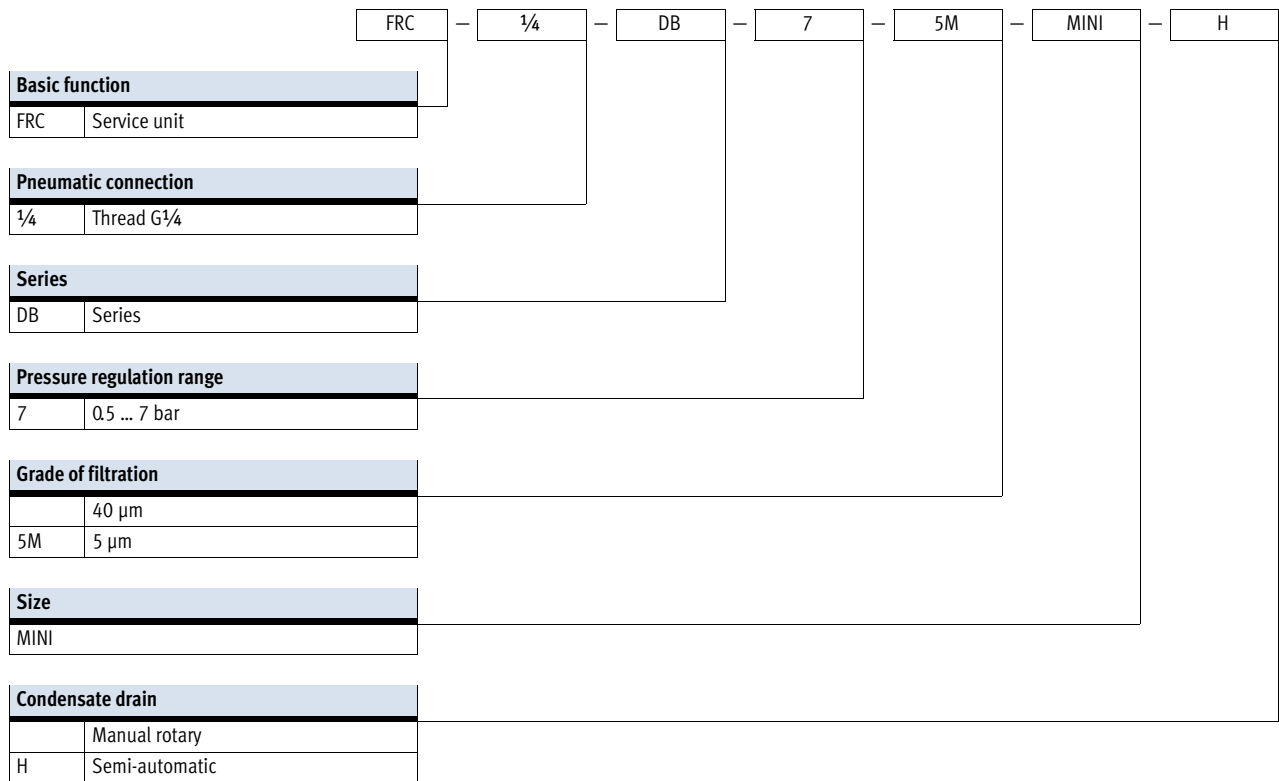 FRC – ¼ – DB – 7 – 5M – MINI – H
Basic function
FRC Service unit
Pneumatic connection
¼ Thread G¼
Series
DB Series
Pressure regulation range
7 0.5 ... 7 bar
Grade of filtration
40 µm
5M 5 µm
Size
MINI
Condensate drain
Manual rotary
H Semi-automatic